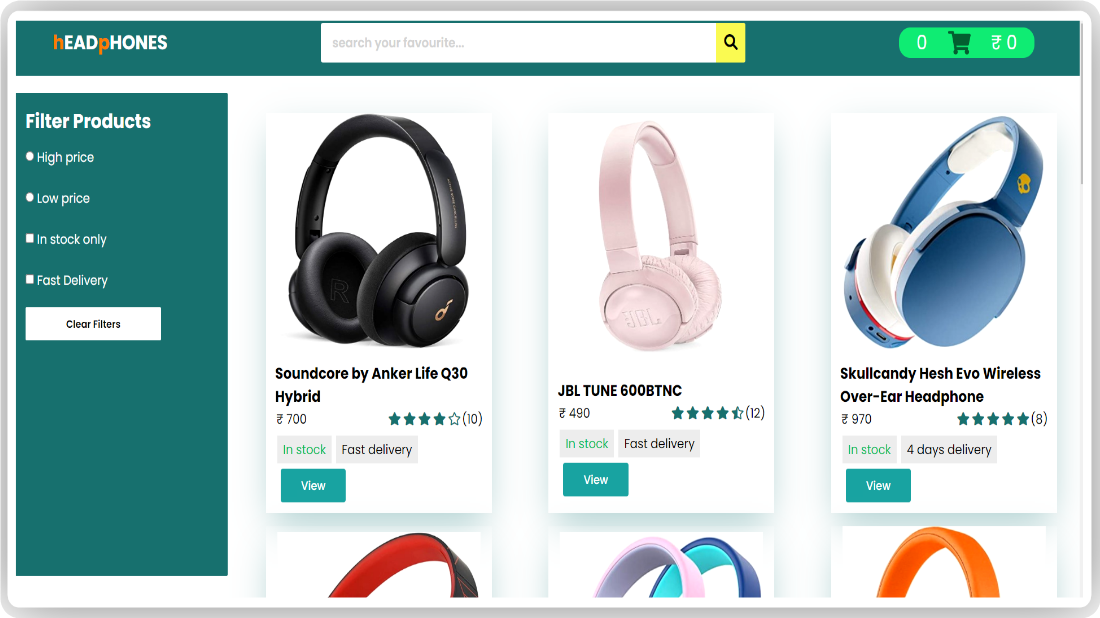 hEADpHONES
search your favourite...
0 ₹ 0
Filter Products
High price
Low price
In stock only
Fast Delivery
Clear Filters
R
Soundcore by Anker Life Q30
Hybrid
₹ 700 (10)
In stock Fast delivery
View
JBL
JBL TUNE 600BTNC
₹ 490 (12)
In stock Fast delivery
View
Skullcandy Hesh Evo Wireless
Over-Ear Headphone
₹ 970 (8)
In stock 4 days delivery
View